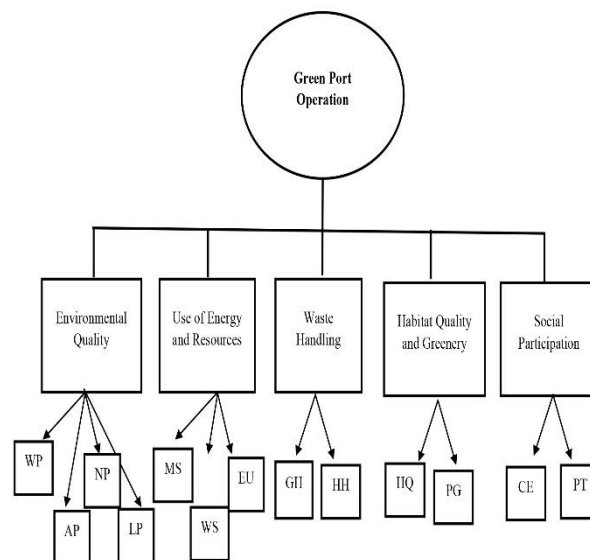 Green Port
Operation
Environmental
Quality
Use of Energy
and Resources
Waste
Handling
Habitat Quality
and Greenery
Social
Participation
WP
AP
NP
LP
MS
WS
EU
GH
HH
HQ
PG
CE
PT